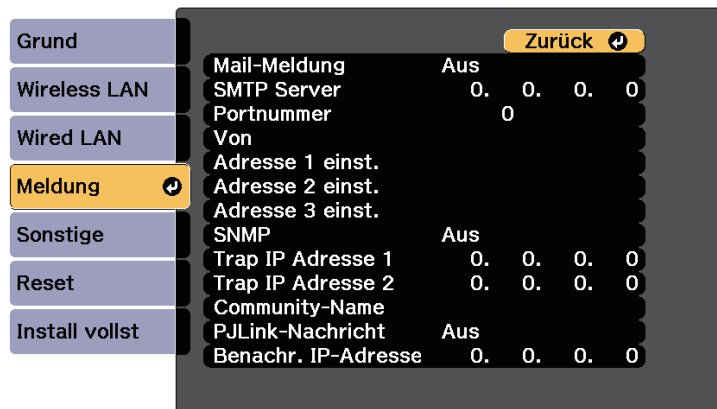 Grund
Wireless LAN
Wired LAN
Meldung
Sonstige
Reset
Install vollst
Zurück
Mail-Meldung Aus
SMTP Server 0. 0. 0. 0
Portnummer 0
Von
Adresse 1 einst.
Adresse 2 einst.
Adresse 3 einst.
SNMP Aus
Trap IP Adresse 1 0. 0. 0. 0
Trap IP Adresse 2 0. 0. 0. 0
Community-Name
PJLink-Nachricht Aus
Benachr. IP-Adresse 0. 0. 0. 0